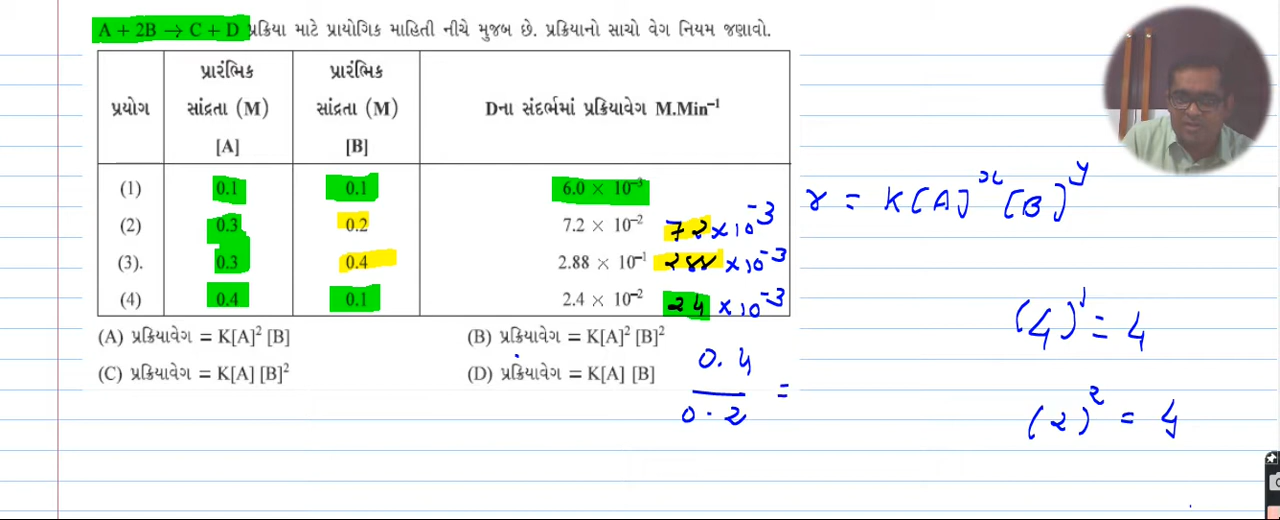 A + 2B → C + D પ્રક્રિયા માટે પ્રાયોગિક માહિતી નીચે મુજબ છે. પ્રક્રિયાનો સાચો વેગ નિયમ જણાવો.
પ્રયોગ પ્રારંભિક સાંદ્રતા (M) [A] પ્રારંભિક સાંદ્રતા (M) [B] Dના સંદર્ભમાં પ્રક્રિયાવેગ M.Min⁻¹
(1) 0.1 0.1 6.0 × 10⁻³
(2) 0.3 0.2 7.2 × 10⁻² 72 × 10⁻³
(3). 0.3 0.4 2.88 × 10⁻¹ 288 × 10⁻³
(4) 0.4 0.1 2.4 × 10⁻² 24 × 10⁻³
(A) પ્રક્રિયાવેગ = K[A]² [B] (B) પ્રક્રિયાવેગ = K[A]² [B]²
(C) પ્રક્રિયાવેગ = K[A] [B]² (D) પ્રક્રિયાવેગ = K[A] [B]
r = K[A]ˣ [B]ʸ
(4)¹ = 4
0.4
0.2 =
(2)² = 4